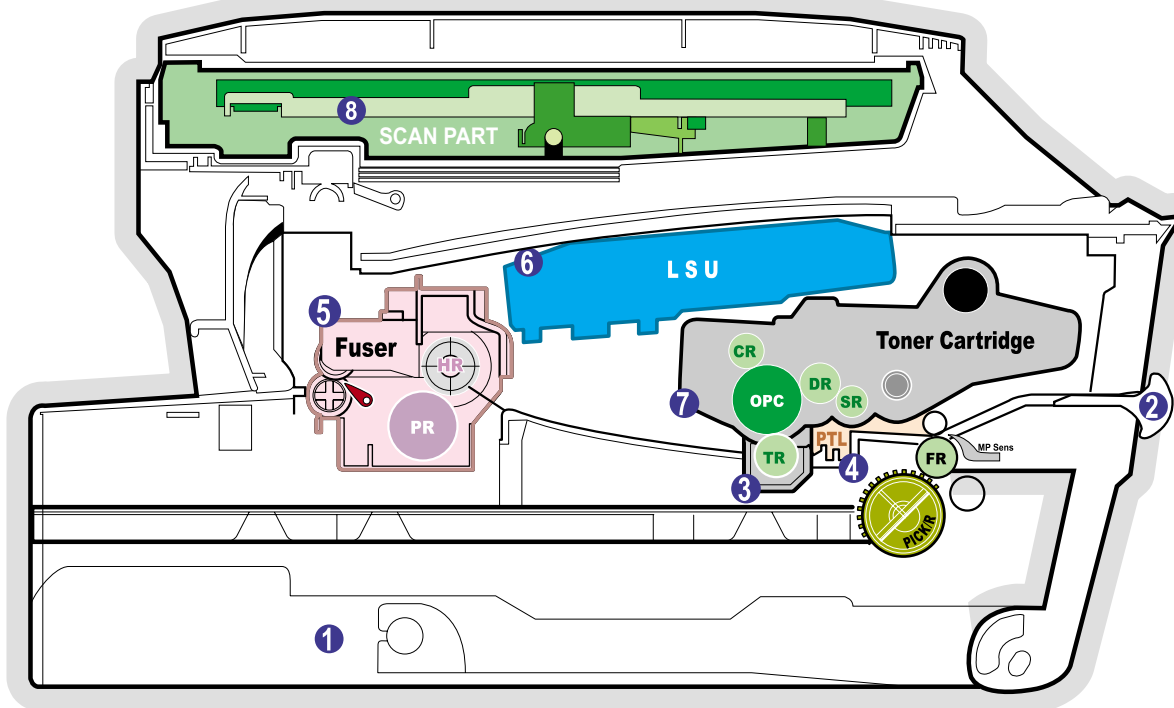 8
SCAN PART
6
L S U
5
Fuser
HR
PR
Toner Cartridge
CR
DR
OPC
SR
7
2
PTL
TR
MP Sens
FR
4
3
PICK/R
1